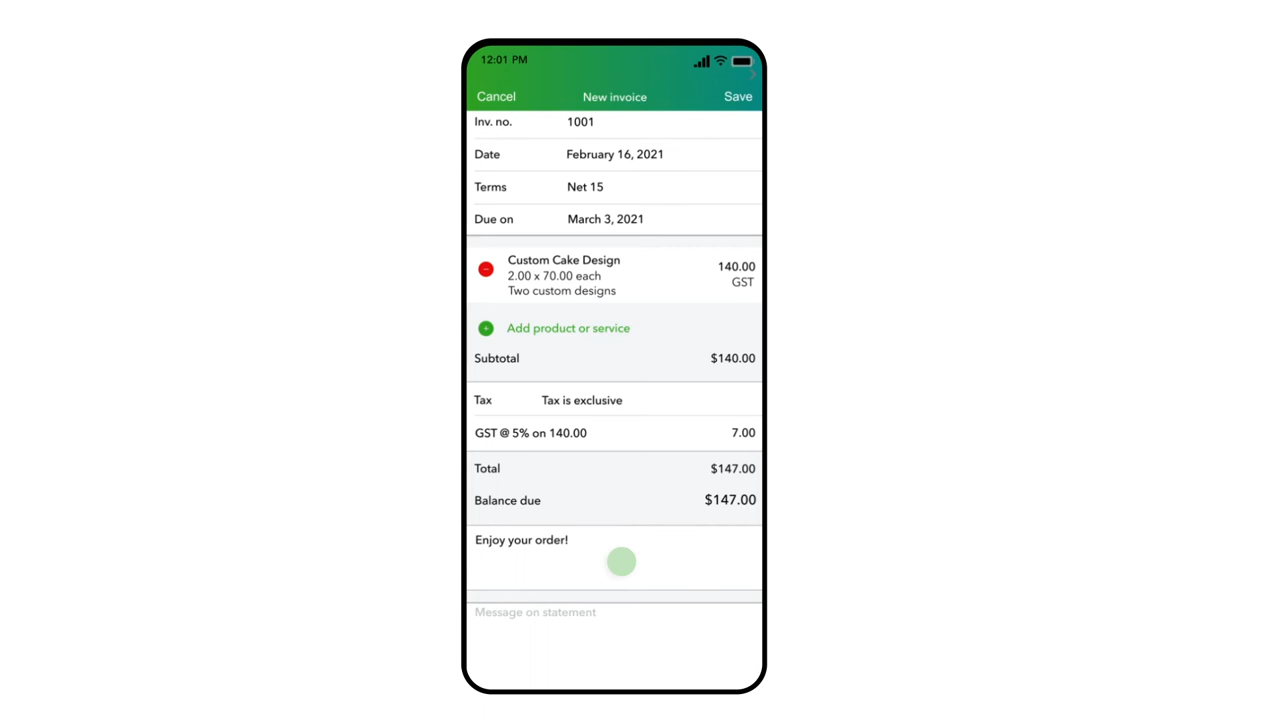 12:01 PM
Cancel New invoice Save
Inv. no. 1001
Date February 16, 2021
Terms Net 15
Due on March 3, 2021
Custom Cake Design 140.00
2.00 x 70.00 each GST
Two custom designs
Add product or service
Subtotal $140.00
Tax Tax is exclusive
GST @ 5% on 140.00 7.00
Total $147.00
Balance due $147.00
Enjoy your order!
Message on statement